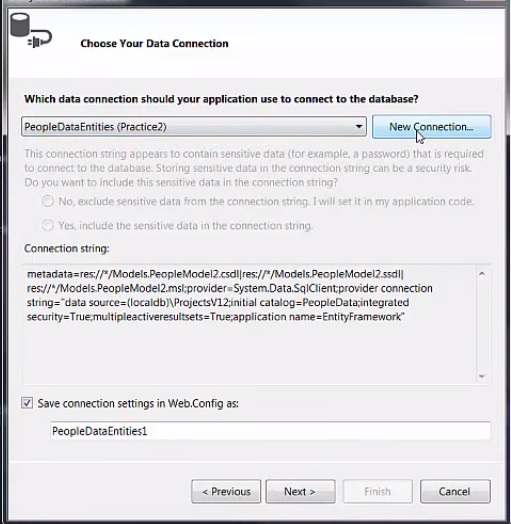 Choose Your Data Connection
Which data connection should your application use to connect to the database?
PeopleDataEntities (Practice2)
New Connection...
This connection string appears to contain sensitive data (for example, a password) that is required
to connect to the database. Storing sensitive data in the connection string can be a security risk.
Do you want to include this sensitive data in the connection string?
No, exclude sensitive data from the connection string. I will set it in my application code.
Yes, include the sensitive data in the connection string.
Connection string:
metadata=res://*/Models.PeopleModel2.csdl|res://*/Models.PeopleModel2.ssdl|
res://*/Models.PeopleModel2.msl;provider=System.Data.SqlClient;provider connection
string="data source=(localdb)\ProjectsV12;initial catalog=PeopleData;integrated
security=True;multipleactiveresultsets=True;application name=EntityFramework"
Save connection settings in Web.Config as:
PeopleDataEntities1
< Previous
Next >
Finish
Cancel